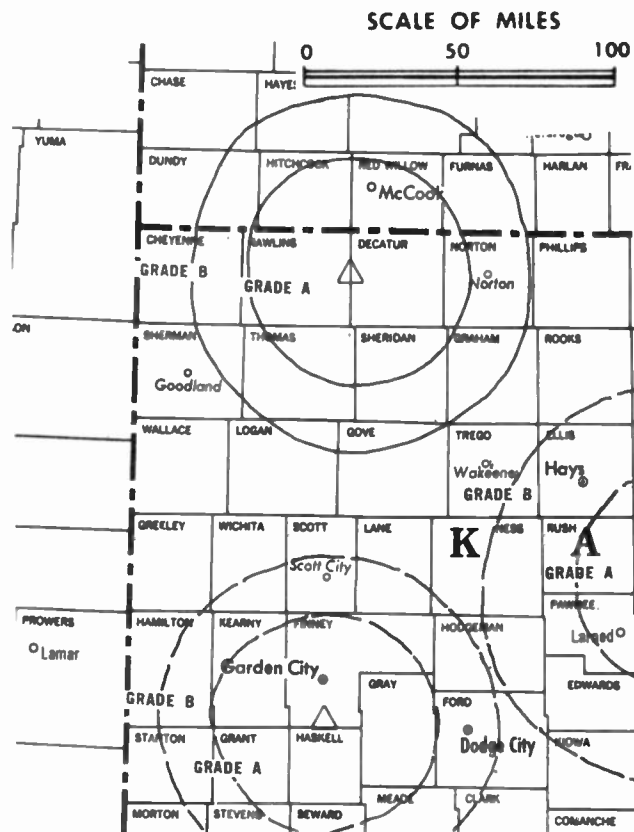 SCALE OF MILES
0 50 100
CHASE
YUMA
DUNDY HITCHCOCK RED WILLOW FURNAS HARLAN FRA
McCook
CHEYENNE RAWLINS DECATUR NORTON PHILLIPS
GRADE B
GRADE A
Norton
SHERMAN THOMAS SHERIDAN GRAHAM ROOKS
Goodland
WALLACE LOGAN GOVE TREGO ELLIS
Wakeeney
Hays
GRADE B
GREELEY WICHITA SCOTT LANE NESS RUSH
K A
Scott City
GRADE A
PAWNEE
PROWERS HAMILTON KEARNY FINNEY HODGEMAN
Larned
Lamar
Garden City
GRAY
EDWARDS
GRADE B
FORD
STANTON GRANT HASKELL
Dodge City
KIOWA
GRADE A
MEADE CLARK
MORTON STEVENS SEWARD
COMANCHE